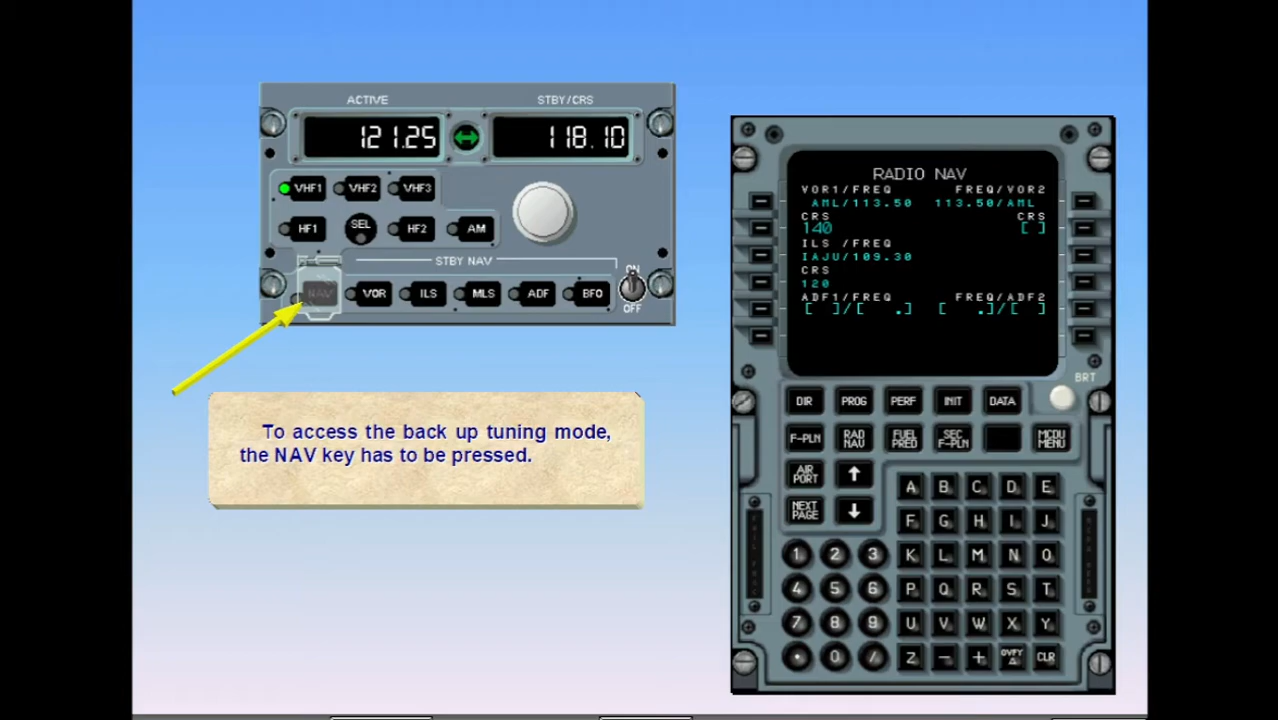 ACTIVE STBY/CRS
121.25 118.10
VHF1 VHF2 VHF3
HF1 SEL HF2 AM
STBY NAV
NAV VOR ILS MLS ADF BFO
ON
OFF
To access the back up tuning mode,
the NAV key has to be pressed.
RADIO NAV
VOR1/FREQ FREQ/VOR2
AML/113.50 113.50/AML
CRS CRS
140 [ ]
ILS /FREQ
IAJU/109.30
CRS
120
ADF1/FREQ FREQ/ADF2
[ ]/[ .] [ .]/[ ]
BRT
DIR PROG PERF INIT DATA
F-PLN RAD NAV FUEL PRED SEC F-PLN MCDU MENU
AIR PORT ↑
NEXT PAGE ↓
A B C D E
F G H I J
1 2 3 K L M N O
4 5 6 P Q R S T
7 8 9 U V W X Y
. 0 / Z - + OVFY Δ CLR